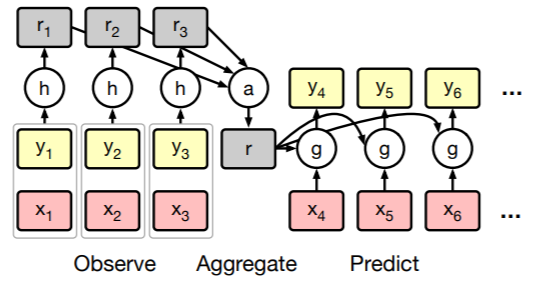 r1 r2 r3
h h h a
y4 y5 y6 ...
y1 y2 y3 r g g g
x1 x2 x3 x4 x5 x6 ...
Observe Aggregate Predict